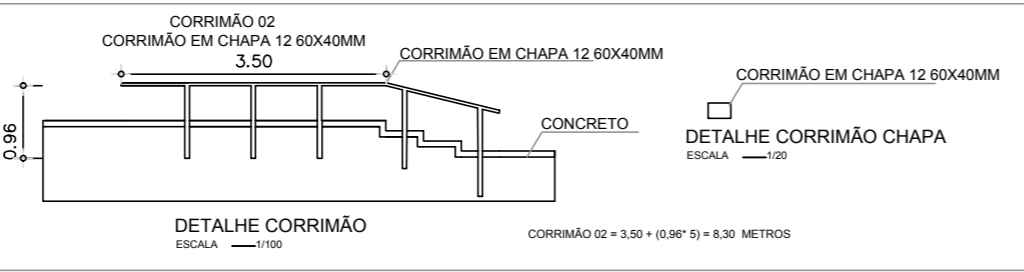 CORRIMÃO 02
CORRIMÃO EM CHAPA 12 60X40MM
3.50
CORRIMÃO EM CHAPA 12 60X40MM
0.96
CONCRETO
DETALHE CORRIMÃO
ESCALA 1/100
CORRIMÃO EM CHAPA 12 60X40MM
DETALHE CORRIMÃO CHAPA
ESCALA 1/20
CORRIMÃO 02 = 3,50 + (0,96* 5) = 8,30 METROS